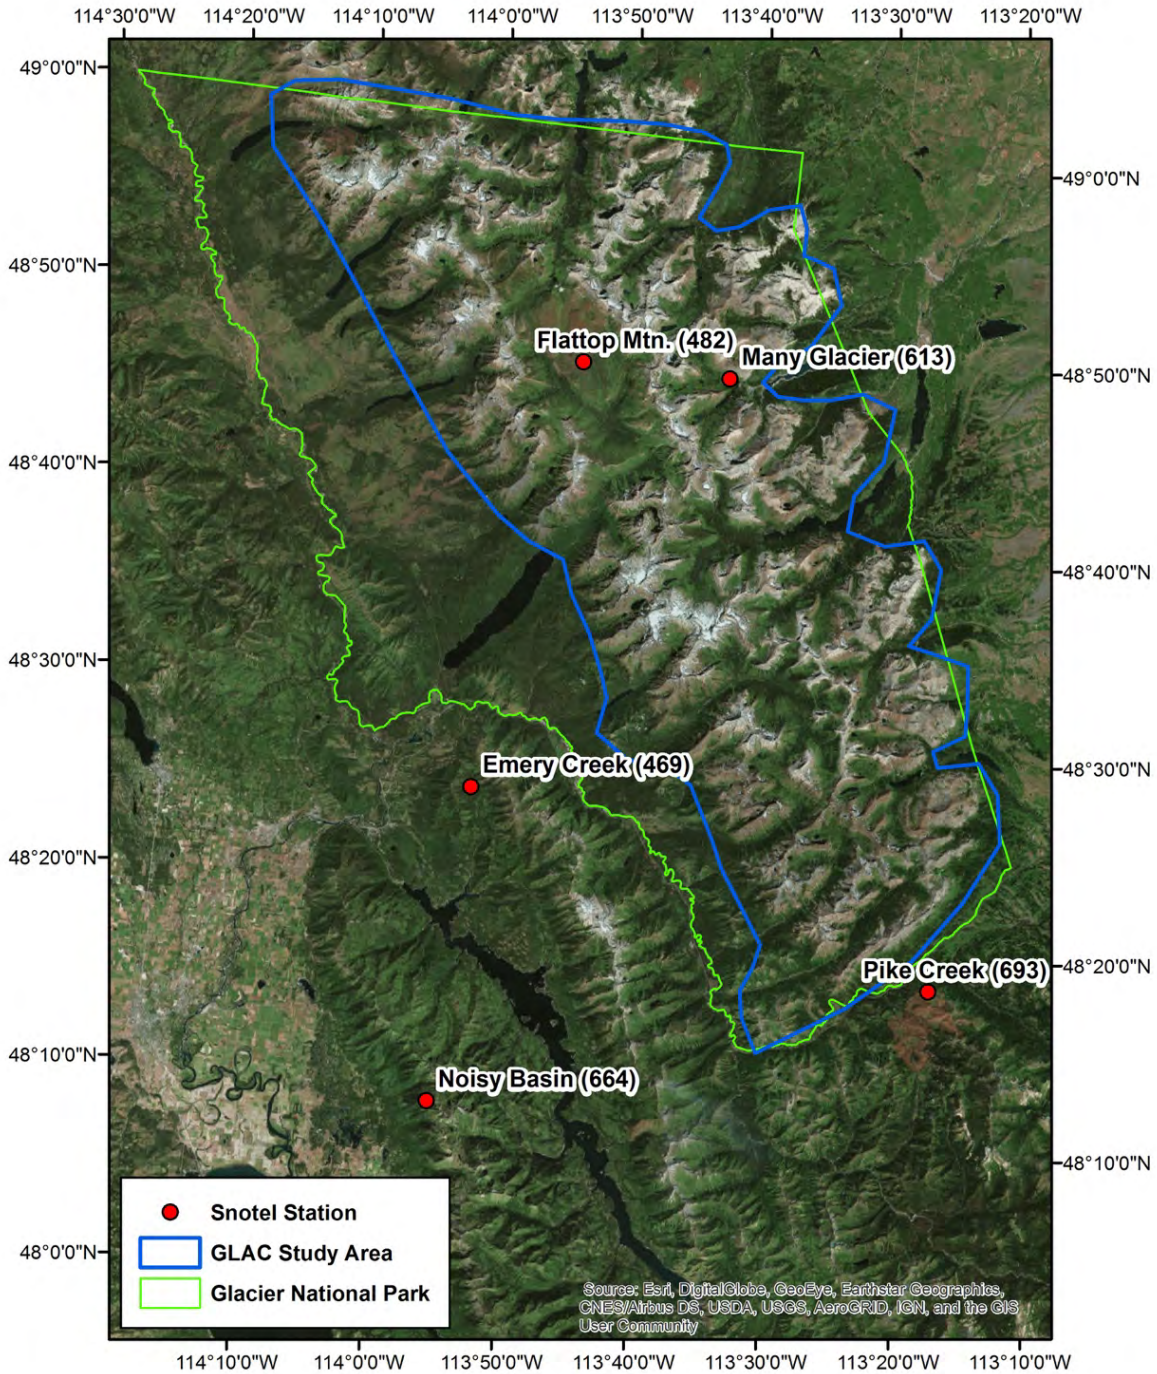 114°30'0"W 114°20'0"W 114°10'0"W 114°0'0"W 113°50'0"W 113°40'0"W 113°30'0"W 113°20'0"W
49°0'0"N
49°0'0"N
48°50'0"N
Flattop Mtn. (482)
Many Glacier (613)
48°50'0"N
48°40'0"N
48°40'0"N
48°30'0"N
Emery Creek (469)
48°30'0"N
48°20'0"N
Pike Creek (693)
48°20'0"N
48°10'0"N
Noisy Basin (664)
48°10'0"N
Snotel Station
GLAC Study Area
48°0'0"N
Glacier National Park
Source: Esri, DigitalGlobe, GeoEye, Earthstar Geographics,
CNES/Airbus DS, USDA, USGS, AeroGRID, IGN, and the GIS
User Community
114°10'0"W 114°0'0"W 113°50'0"W 113°40'0"W 113°30'0"W 113°20'0"W 113°10'0"W